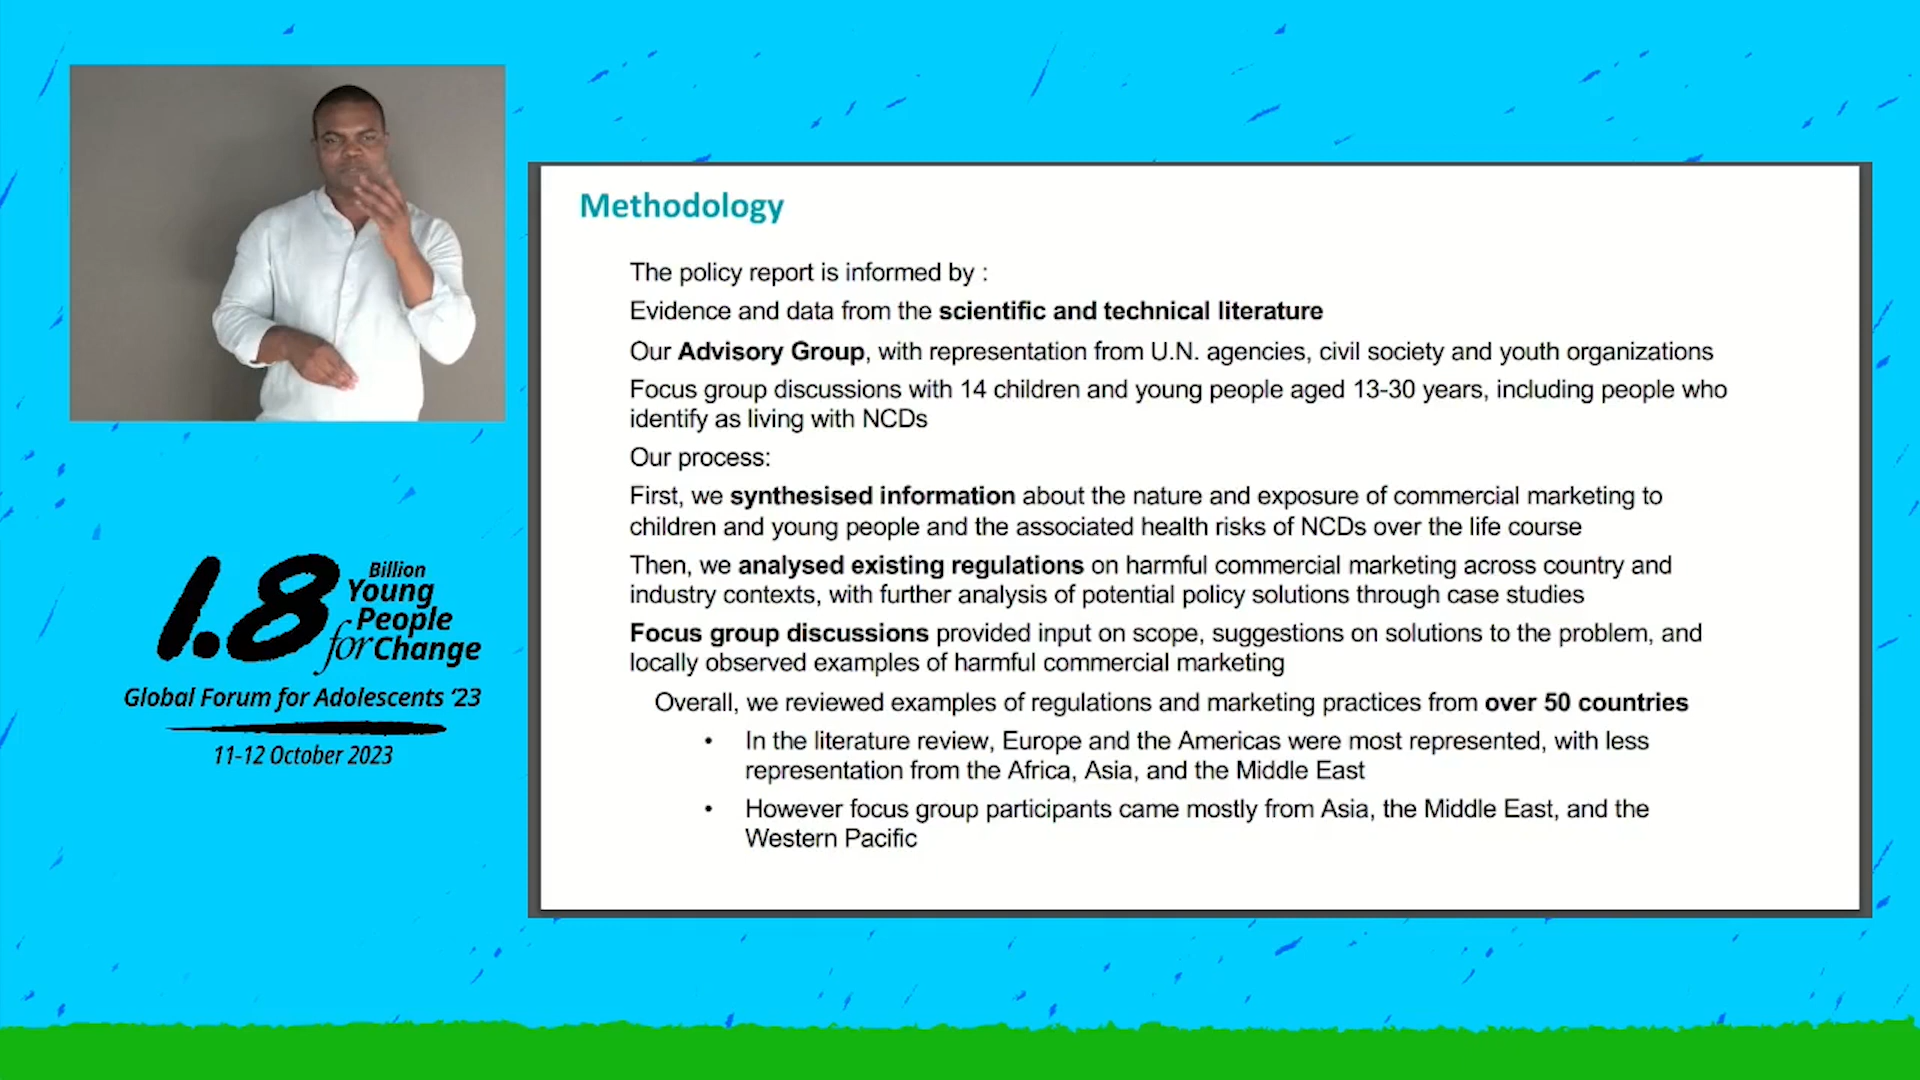 Methodology
The policy report is informed by :
Evidence and data from the scientific and technical literature
Our Advisory Group, with representation from U.N. agencies, civil society and youth organizations
Focus group discussions with 14 children and young people aged 13-30 years, including people who
identify as living with NCDs
Our process:
First, we synthesised information about the nature and exposure of commercial marketing to
children and young people and the associated health risks of NCDs over the life course
Then, we analysed existing regulations on harmful commercial marketing across country and
industry contexts, with further analysis of potential policy solutions through case studies
Focus group discussions provided input on scope, suggestions on solutions to the problem, and
locally observed examples of harmful commercial marketing
Overall, we reviewed examples of regulations and marketing practices from over 50 countries
• In the literature review, Europe and the Americas were most represented, with less
representation from the Africa, Asia, and the Middle East
• However focus group participants came mostly from Asia, the Middle East, and the
Western Pacific
1.8 Billion
Young
People
for Change
Global Forum for Adolescents ‘23
11-12 October 2023